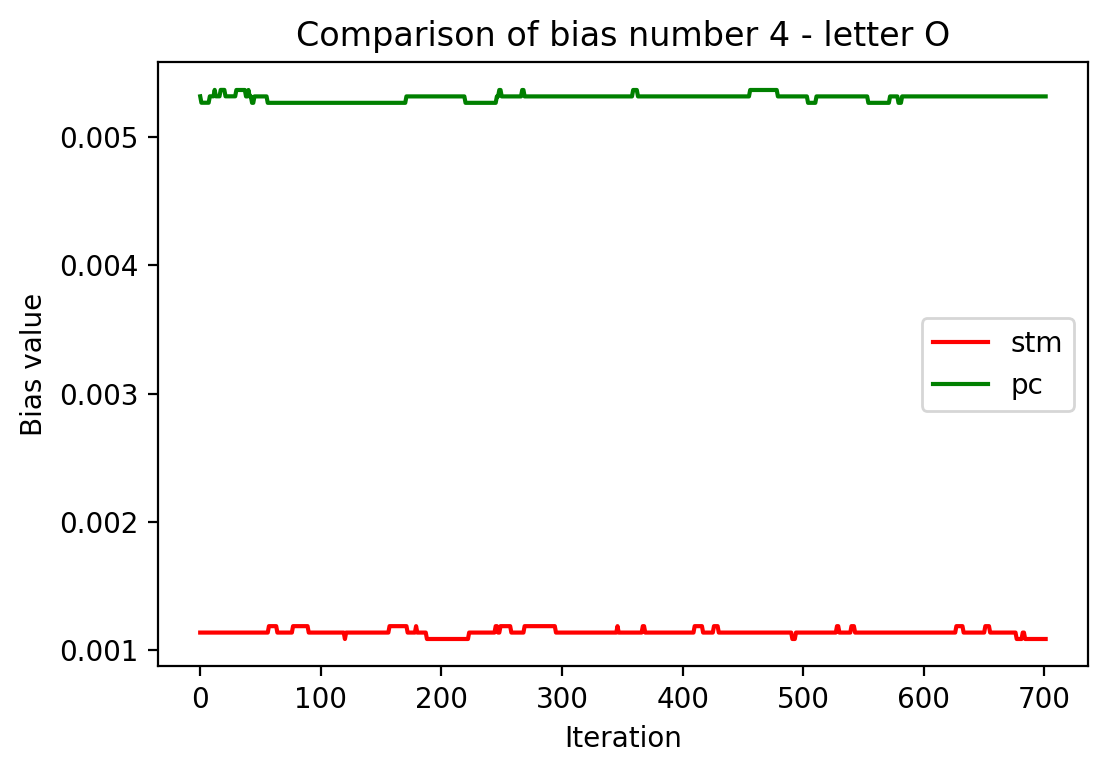 Comparison of bias number 4 - letter O
Bias value
0.005
0.004
0.003
0.002
0.001
stm
pc
0 100 200 300 400 500 600 700
Iteration